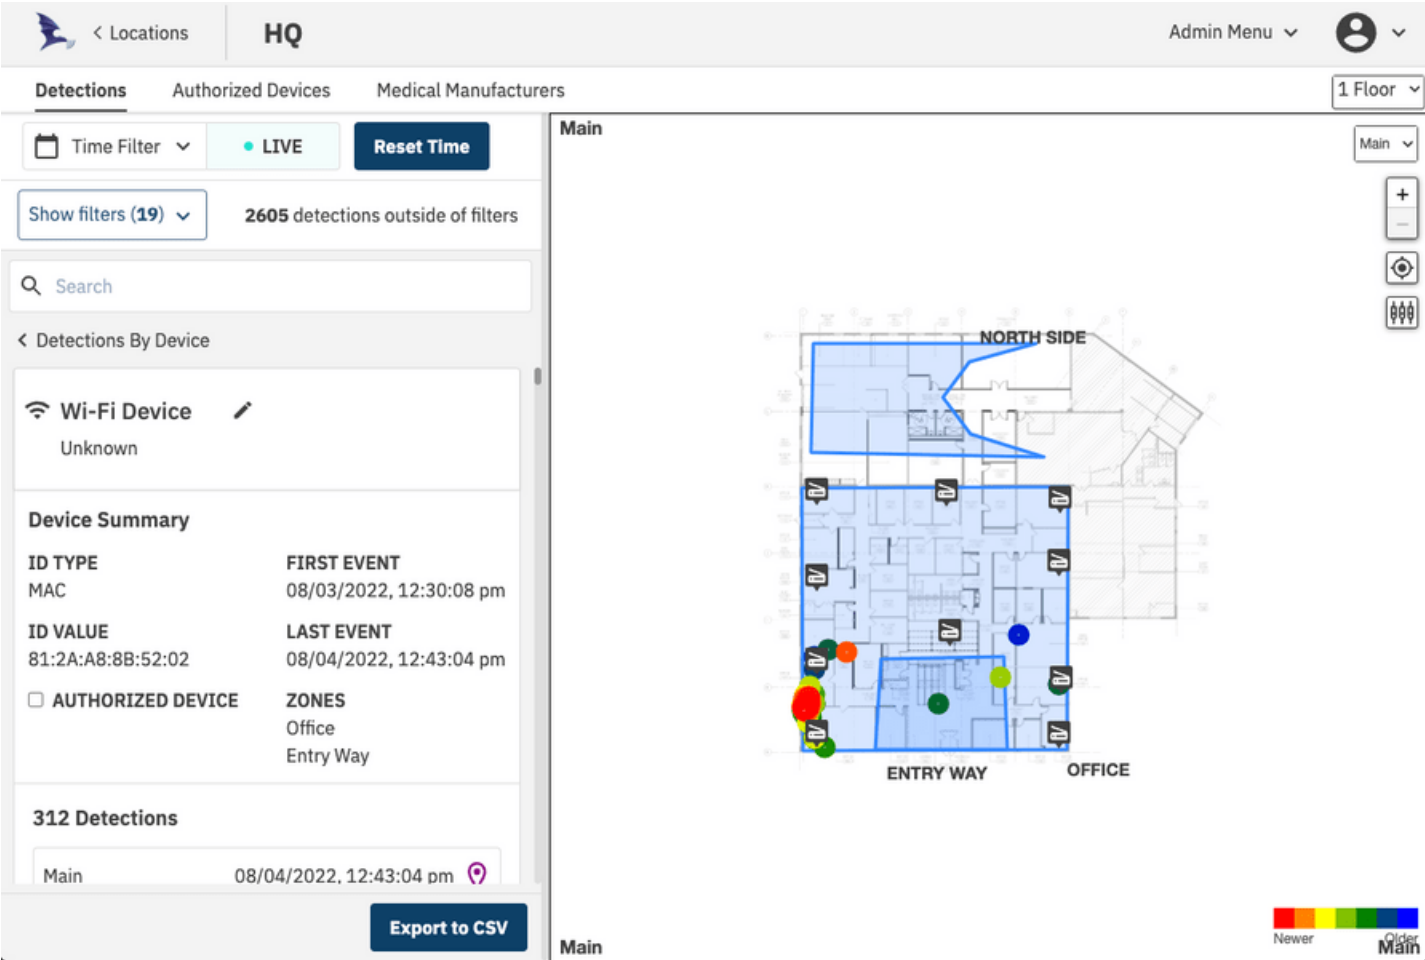 Locations
HQ
Admin Menu
Detections
Authorized Devices
Medical Manufacturers
1 Floor
Time Filter
LIVE
Reset Time
Show filters (19)
2605 detections outside of filters
Search
Detections By Device
Wi-Fi Device
Unknown
Device Summary
ID TYPE
MAC
FIRST EVENT
08/03/2022, 12:30:08 pm
ID VALUE
81:2A:A8:8B:52:02
LAST EVENT
08/04/2022, 12:43:04 pm
AUTHORIZED DEVICE
ZONES
Office
Entry Way
312 Detections
Main
08/04/2022, 12:43:04 pm
Export to CSV
Main
Main
NORTH SIDE
ENTRY WAY
OFFICE
Newer
Older
Main
Main